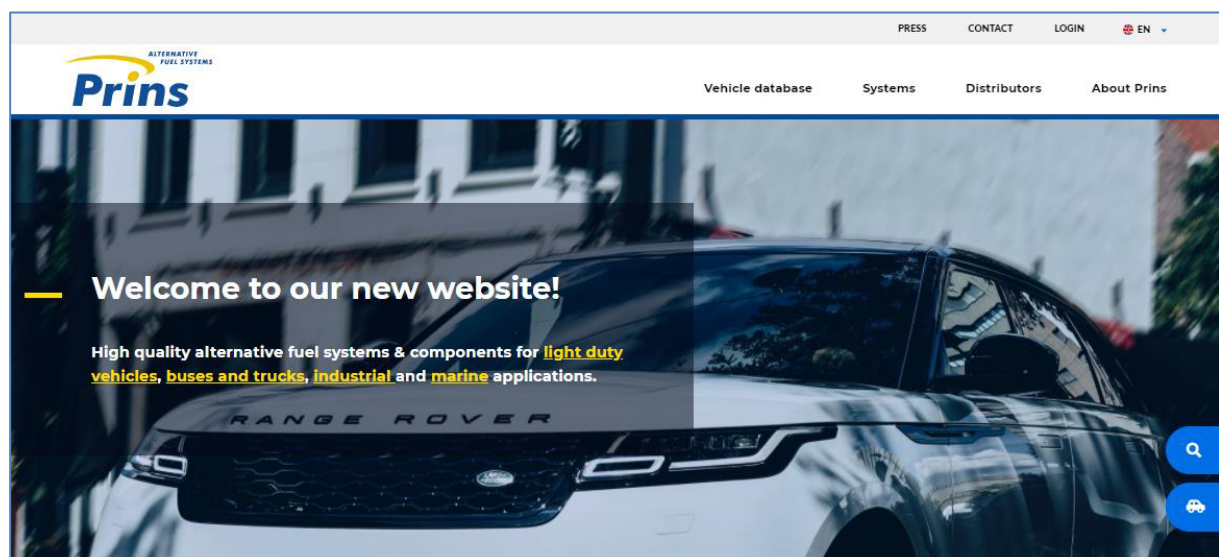 PRESS CONTACT LOGIN EN
ALTERNATIVE
FUEL SYSTEMS
Prins
Vehicle database Systems Distributors About Prins
Welcome to our new website!
High quality alternative fuel systems & components for light duty
vehicles, buses and trucks, industrial and marine applications.
RANGE ROVER